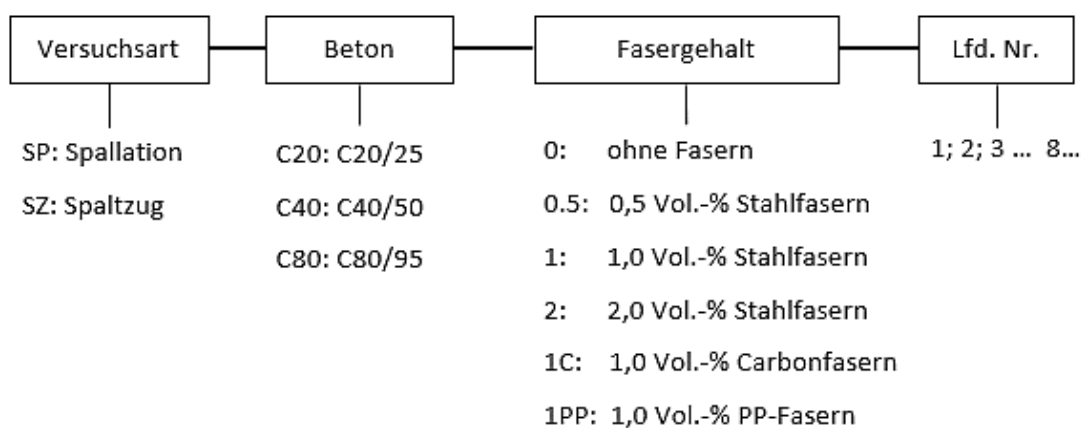 Versuchsart Beton Fasergehalt Lfd. Nr.
SP: Spallation C20: C20/25 0: ohne Fasern 1; 2; 3 ... 8...
SZ: Spaltzug C40: C40/50 0.5: 0,5 Vol.-% Stahlfasern
C80: C80/95 1: 1,0 Vol.-% Stahlfasern
2: 2,0 Vol.-% Stahlfasern
1C: 1,0 Vol.-% Carbonfasern
1PP: 1,0 Vol.-% PP-Fasern